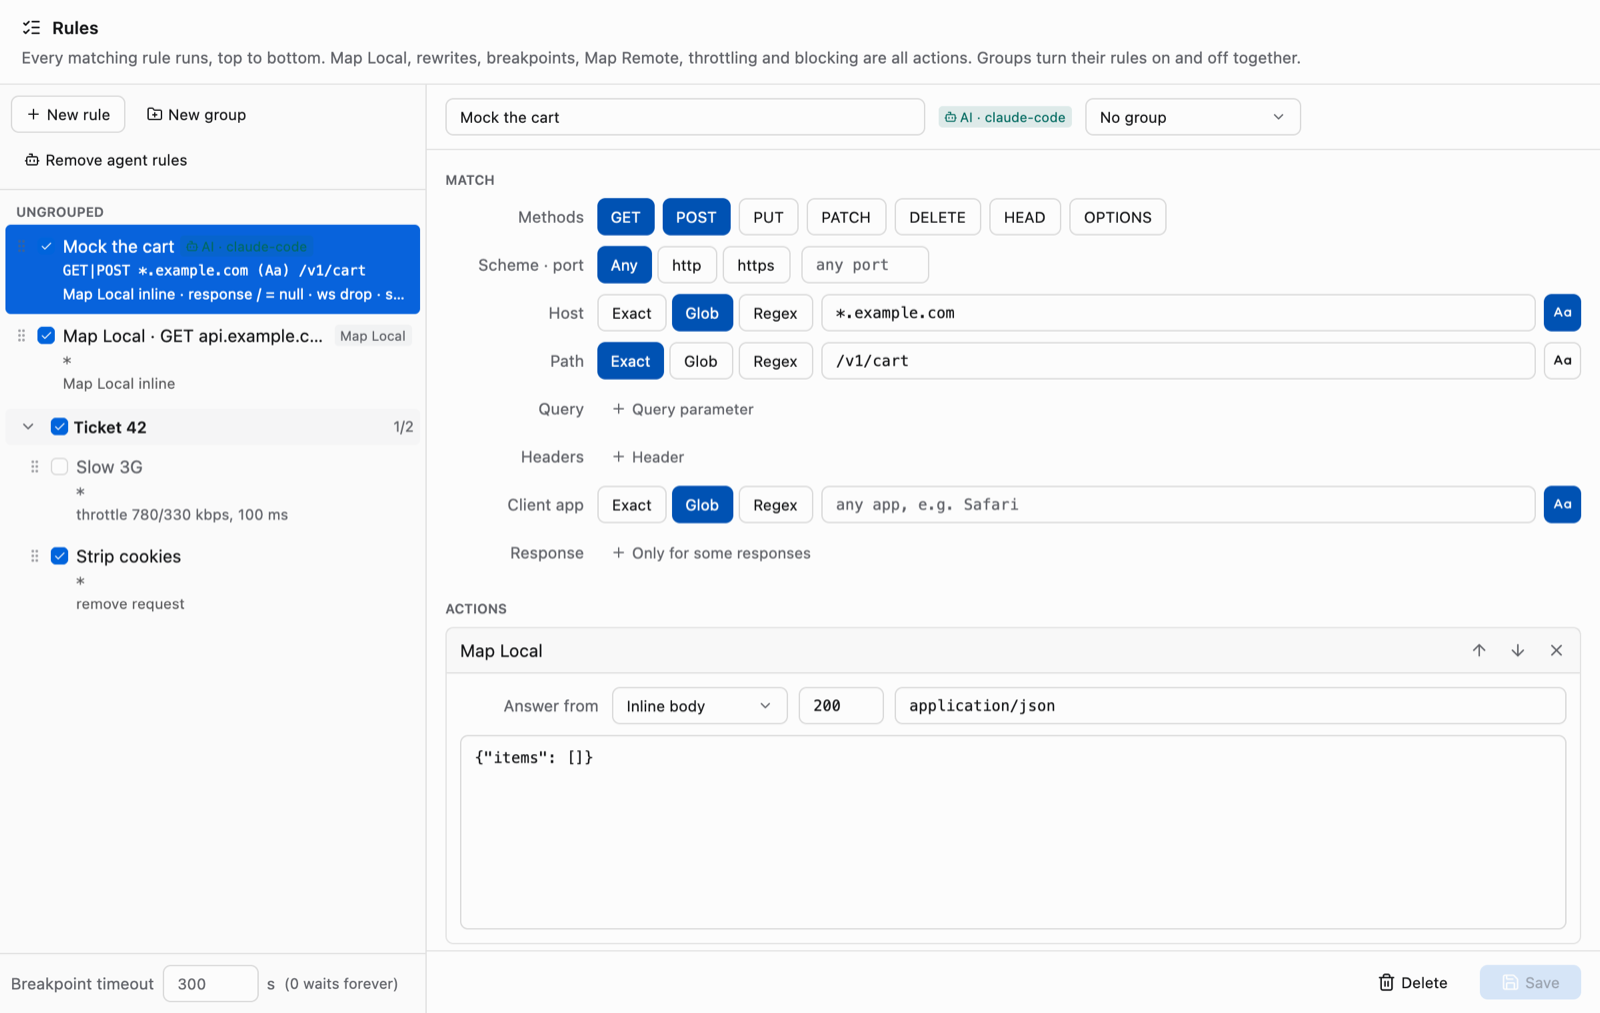 Rules
Every matching rule runs, top to bottom. Map Local, rewrites, breakpoints, Map Remote, throttling and blocking are all actions. Groups turn their rules on and off together.
+ New rule
New group
Remove agent rules
UNGROUPED
Mock the cart AI · claude-code
GET|POST *.example.com (Aa) /v1/cart
Map Local inline · response / = null · ws drop · s...
Map Local · GET api.example.c... Map Local
*
Map Local inline
Ticket 42 1/2
Slow 3G
*
throttle 780/330 kbps, 100 ms
Strip cookies
*
remove request
Breakpoint timeout 300 s (0 waits forever)
Mock the cart AI · claude-code No group
MATCH
Methods GET POST PUT PATCH DELETE HEAD OPTIONS
Scheme · port Any http https any port
Host Exact Glob Regex *.example.com Aa
Path Exact Glob Regex /v1/cart Aa
Query + Query parameter
Headers + Header
Client app Exact Glob Regex any app, e.g. Safari Aa
Response + Only for some responses
ACTIONS
Map Local
Answer from Inline body 200 application/json
{"items": []}
Delete Save